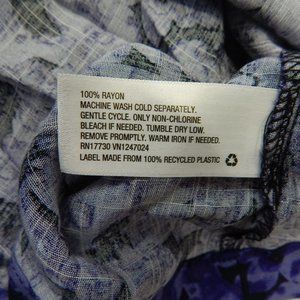 100% RAYON
MACHINE WASH COLD SEPARATELY.
GENTLE CYCLE. ONLY NON-CHLORINE
BLEACH IF NEEDED. TUMBLE DRY LOW.
REMOVE PROMPTLY. WARM IRON IF NEEDED.
RN17730 VN1247024
LABEL MADE FROM 100% RECYCLED PLASTIC